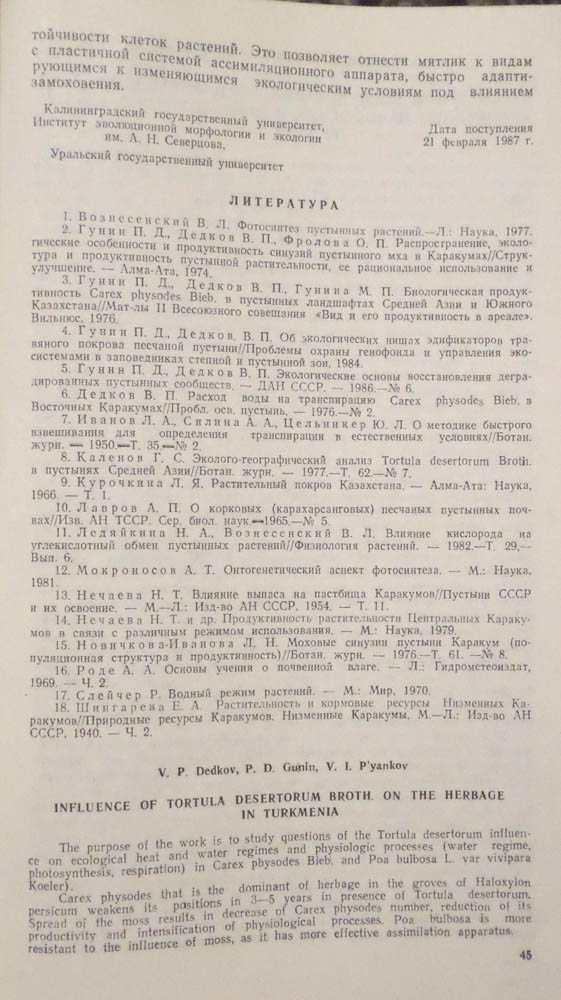 тойчивости клеток растений. Это позволяет отнести мятлик к видам
с пластичной системой ассимиляционного аппарата, быстро адапти-
рующимся к изменяющимся экологическим условиям под влиянием
замоховения.
Калининградский государственный университет,
Институт эволюционной морфологии и экологии
им. А. Н. Северцова,
Уральский государственный университет
Дата поступления
21 февраля 1987 г.
ЛИТЕРАТУРА
1. Вознесенский В. Л. Фотосинтез пустынных растений.—Л.: Наука, 1977.
2. Гунин П. Д., Дедков В. П., Фролова О. П. Распространение, эколо-
гические особенности и продуктивность синузий пустынного мха в Каракумах//Струк-
тура и продуктивность пустынной растительности, ее рациональное использование и
улучшение. — Алма-Ата, 1974.
3. Гунин П. Д., Дедков В. П., Гунина М. П. Биологическая продук-
тивность Carex physodes Bieb. в пустынных ландшафтах Средней Азии и Южного
Казахстана//Мат-лы II Всесоюзного совещания «Вид и его продуктивность в ареале».
Вильнюс, 1976.
4. Гунин П. Д., Дедков. В. П. Об экологических нишах эдификаторов тра-
вяного покрова песчаной пустыни//Проблемы охраны генофонда и управления эко-
системами в заповедниках степной и пустынной зон, 1984.
5. Гунин П. Д., Дедков В. П. Экологические основы восстановления дегра-
дированных пустынных сообществ. — ДАН СССР. — 1986.—№ 6.
6. Дедков В. П. Расход воды на транспирацию Carex physodes Bieb. в
Восточных Каракумах//Пробл. осв. пустынь, — 1976.—№ 2.
7. Иванов Л. А., Силина А. А., Цельникер Ю. Л. О методике быстрого
взвешивания для определения транспирации в естественных условиях//Ботан.
журн. — 1950.—Т. 35.—№ 2.
8. Каленов Г. С. Эколого-географический анализ Tortula desertorum Broth.
в пустынях Средней Азии//Ботан. журн. — 1977.—Т. 62.—№ 7.
9. Курочкина Л. Я. Растительный покров Казахстана. — Алма-Ата: Наука,
1966. — Т. 1.
10. Лавров А. П. О корковых (карахарсанговых) песчаных пустынных поч-
вах//Изв. АН ТССР. Сер. биол. наук.—1965.—№ 5.
11. Ледяйкина Н. А., Вознесенский В. Л. Влияние кислорода на
углекислотный обмен пустынных растений//Физиология растений. — 1982.—Т. 29,—
Вып. 6.
12. Мокроносов А. Т. Онтогенетический аспект фотосинтеза. — М.: Наука,
1981.
13. Нечаева Н. Т. Влияние выпаса на пастбища Каракумов//Пустыни СССР
и их освоение. — М.—Л.: Изд-во АН СССР, 1954. — Т. 11.
14. Нечаева Н. Т. и др. Продуктивность растительности Центральных Караку-
мов в связи с различным режимом использования. — М.: Наука, 1979.
15. Новичкова-Иванова Л. Н. Моховые синузии пустыни Каракум (по-
пуляционная структура и продуктивность)//Ботан. журн. — 1976.—Т. 61. —№ 8.
16. Роде А. А. Основы учения о почвенной влаге. — Л.: Гидрометеоиздат,
1969. — Ч. 2.
17. Слейчер Р. Водный режим растений. — М.: Мир, 1970.
18. Шингарева Е. А. Растительность и кормовые ресурсы Низменных Ка-
ракумов//Природные ресурсы Каракумов. Низменные Каракумы. М.—Л.: Изд-во АН
СССР, 1940. — Ч. 2.
V. P. Dedkov, P. D. Gunin, V. I. P'yankov
INFLUENCE OF TORTULA DESERTORUM BROTH. ON THE HERBAGE
IN TURKMENIA
The purpose of the work is to study questions of the Tortula desertorum influen-
ce on ecological heat and water regimes and physiologic processes (water regime,
photosynthesis, respiration) in Carex physodes Bieb. and Poa bulbosa L. var vivipara
Koeler).
Carex physodes that is the dominant of herbage in the groves of Haloxylon
persicum weakens its positions in 3—5 years in presence of Tortula desertorum.
Spread of the moss results in decrease of Carex physodes number, reduction of its
productivity and intensification of physiological processes. Poa bulbosa is more
resistant to the influence of moss, as it has more effective assimilation apparatus.
45